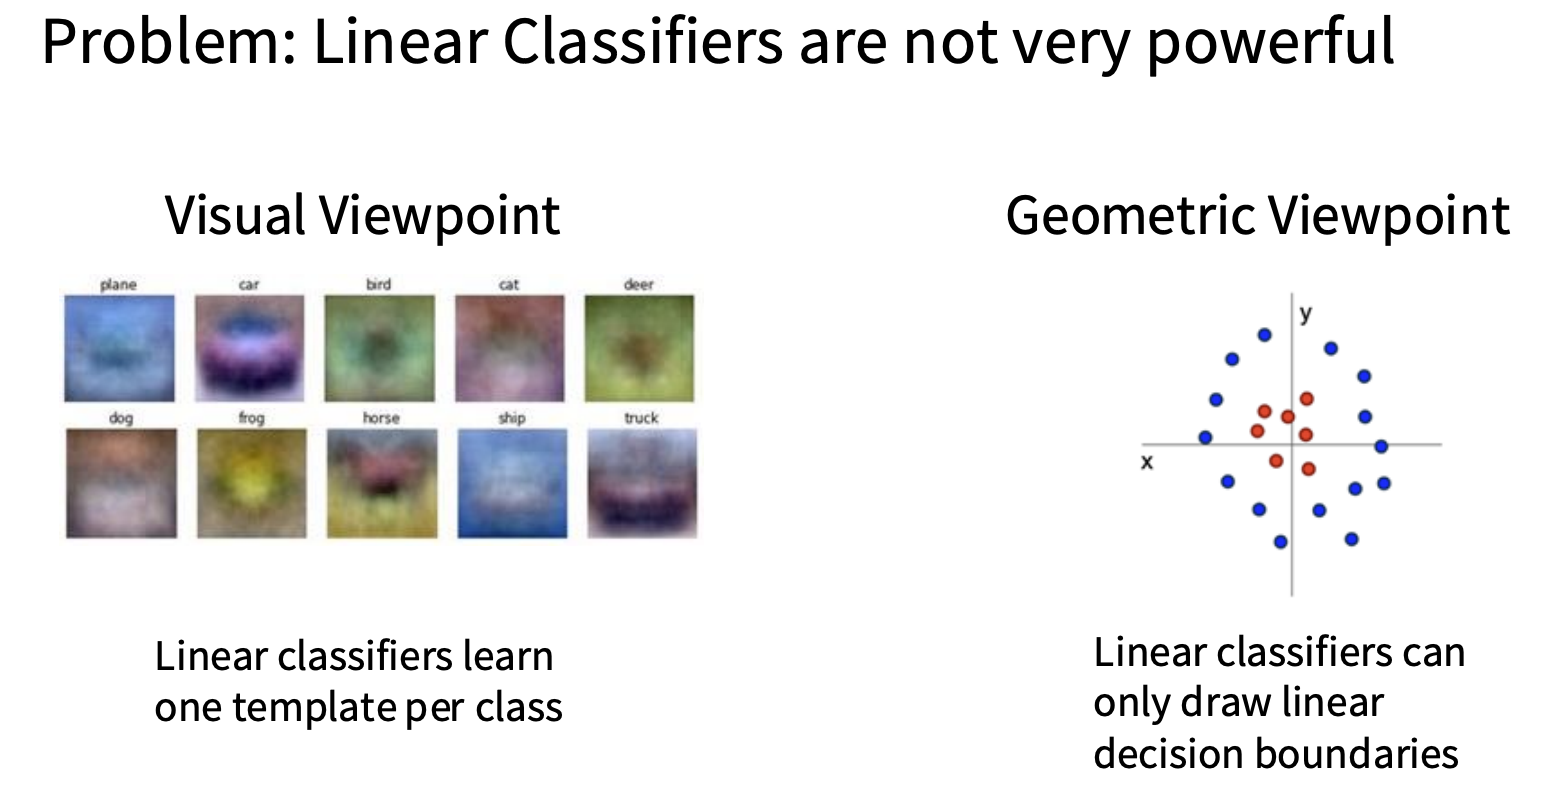 Problem: Linear Classifiers are not very powerful
Visual Viewpoint
plane car bird cat deer
dog frog horse ship truck
Linear classifiers learn
one template per class
Geometric Viewpoint
y
x
Linear classifiers can
only draw linear
decision boundaries